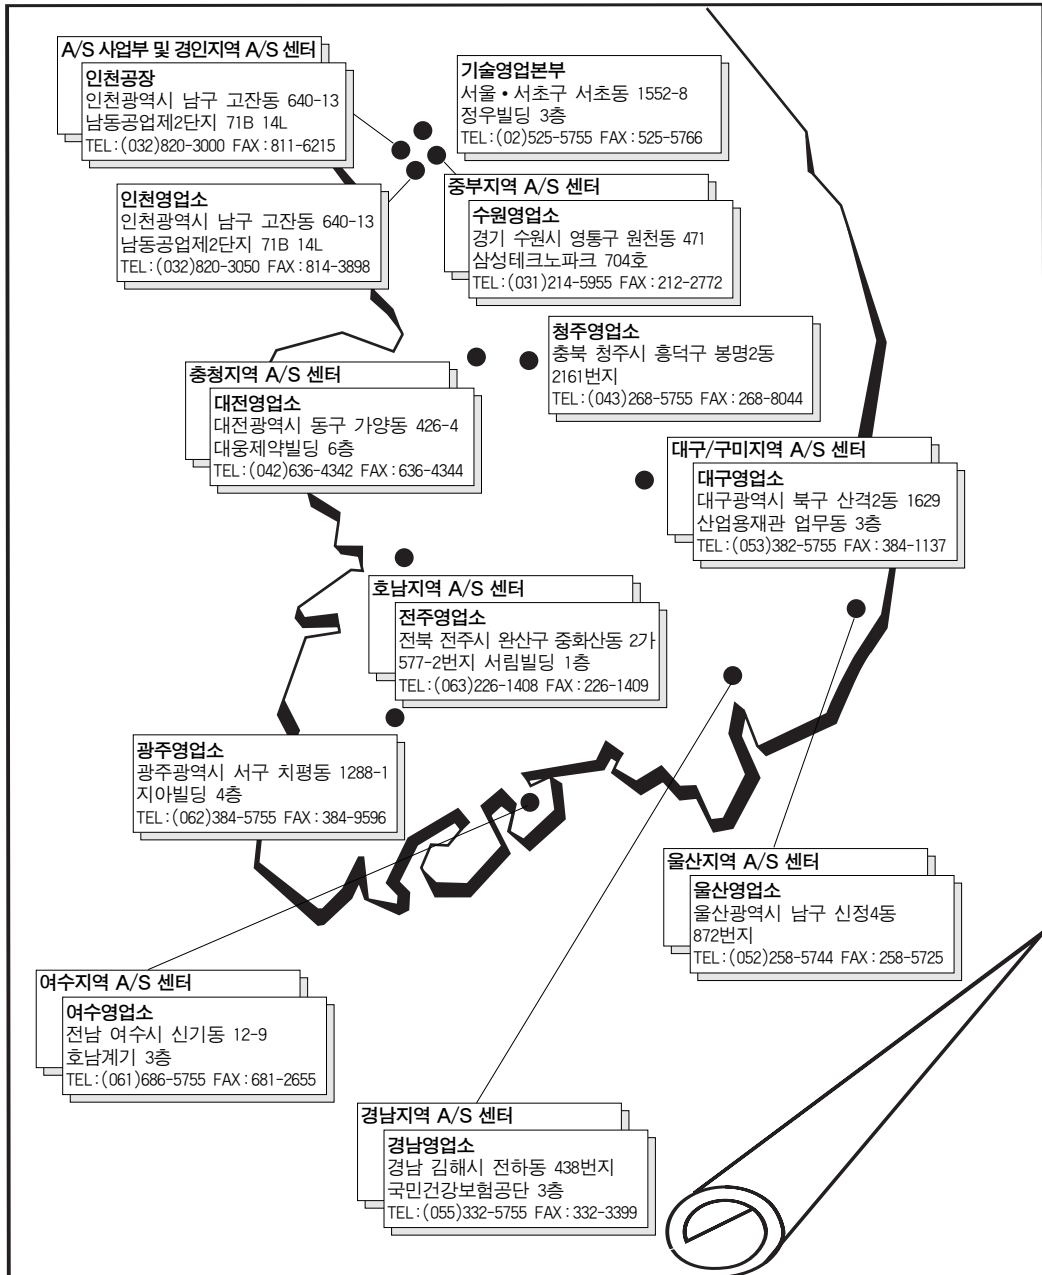 A/S 사업부 및 경인지역 A/S 센터
인천공장
인천광역시 남구 고잔동 640-13
남동공업제2단지 71B 14L
TEL:(032)820-3000 FAX:811-6215
기술영업본부
서울·서초구 서초동 1552-8
정우빌딩 3층
TEL:(02)525-5755 FAX:525-5766
인천영업소
인천광역시 남구 고잔동 640-13
남동공업제2단지 71B 14L
TEL:(032)820-3050 FAX:814-3898
중부지역 A/S 센터
수원영업소
경기 수원시 영통구 원천동 471
삼성테크노파크 704호
TEL:(031)214-5955 FAX:212-2772
청주영업소
충북 청주시 흥덕구 봉명2동
2161번지
TEL:(043)268-5755 FAX:268-8044
충청지역 A/S 센터
대전영업소
대전광역시 동구 가양동 426-4
대웅제약빌딩 6층
TEL:(042)636-4342 FAX:636-4344
대구/구미지역 A/S 센터
대구영업소
대구광역시 북구 산격2동 1629
산업용재관 업무동 3층
TEL:(053)382-5755 FAX:384-1137
호남지역 A/S 센터
전주영업소
전북 전주시 완산구 중화산동 2가
577-2번지 서림빌딩 1층
TEL:(063)226-1408 FAX:226-1409
광주영업소
광주광역시 서구 치평동 1288-1
지아빌딩 4층
TEL:(062)384-5755 FAX:384-9596
울산지역 A/S 센터
울산영업소
울산광역시 남구 신정4동
872번지
TEL:(052)258-5744 FAX:258-5725
여수지역 A/S 센터
여수영업소
전남 여수시 신기동 12-9
호남계기 3층
TEL:(061)686-5755 FAX:681-2655
경남지역 A/S 센터
경남영업소
경남 김해시 전하동 438번지
국민건강보험공단 3층
TEL:(055)332-5755 FAX:332-3399